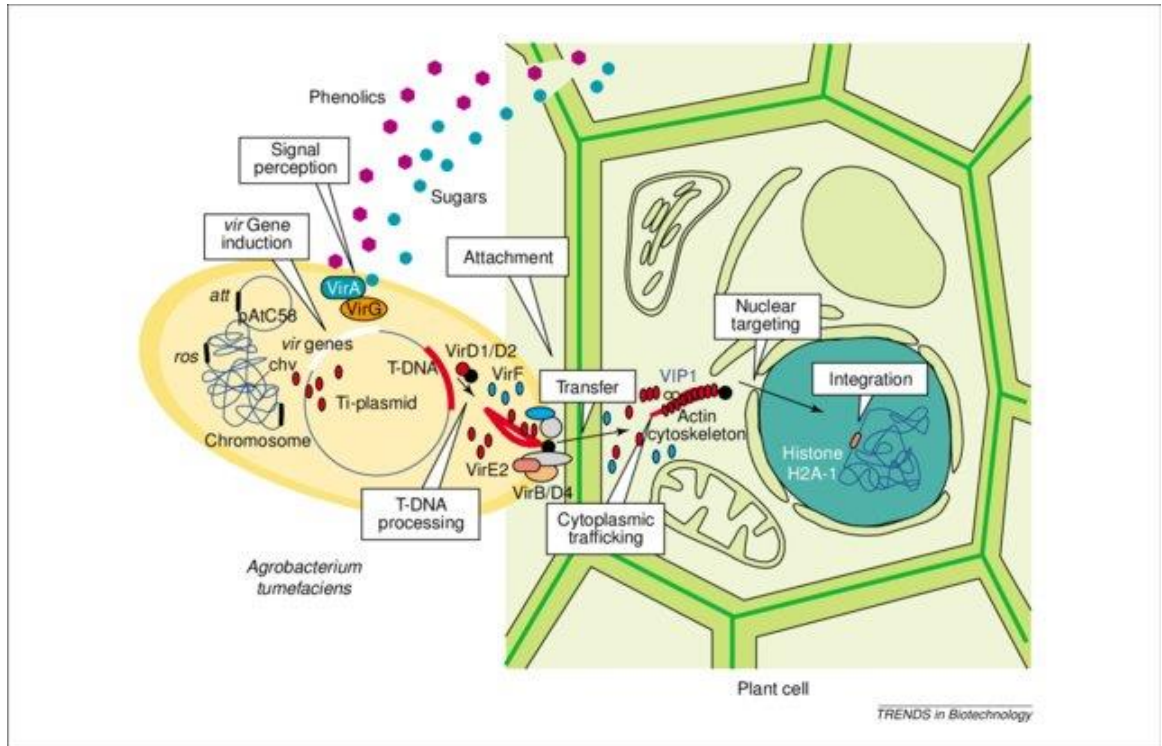 Phenolics
Signal
perception
Sugars
vir Gene
induction
Attachment
VirA
VirG
att
pAtC58
Nuclear
targeting
vir genes
ros
chv
VirD1/D2
T-DNA
VirF
Transfer
VIP1
Integration
Ti-plasmid
Actin
cytoskeleton
Chromosome
Histone
H2A-1
VirE2
VirB/D4
T-DNA
processing
Cytoplasmic
trafficking
Agrobacterium
tumefaciens
Plant cell
TRENDS in Biotechnology